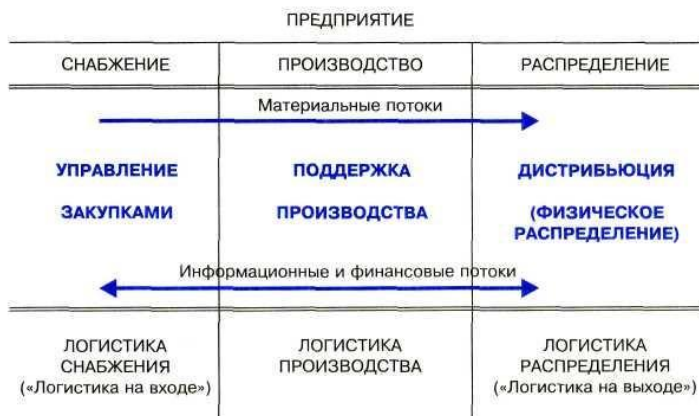 ПРЕДПРИЯТИЕ
СНАБЖЕНИЕ
ПРОИЗВОДСТВО
РАСПРЕДЕЛЕНИЕ
Материальные потоки
УПРАВЛЕНИЕ
ЗАКУПКАМИ
ПОДДЕРЖКА
ПРОИЗВОДСТВА
ДИСТРИБЬЮЦИЯ
(ФИЗИЧЕСКОЕ
РАСПРЕДЕЛЕНИЕ)
Информационные и финансовые потоки
ЛОГИСТИКА
СНАБЖЕНИЯ
(«Логистика на входе»)
ЛОГИСТИКА
ПРОИЗВОДСТВА
ЛОГИСТИКА
РАСПРЕДЕЛЕНИЯ
(«Логистика на выходе»)